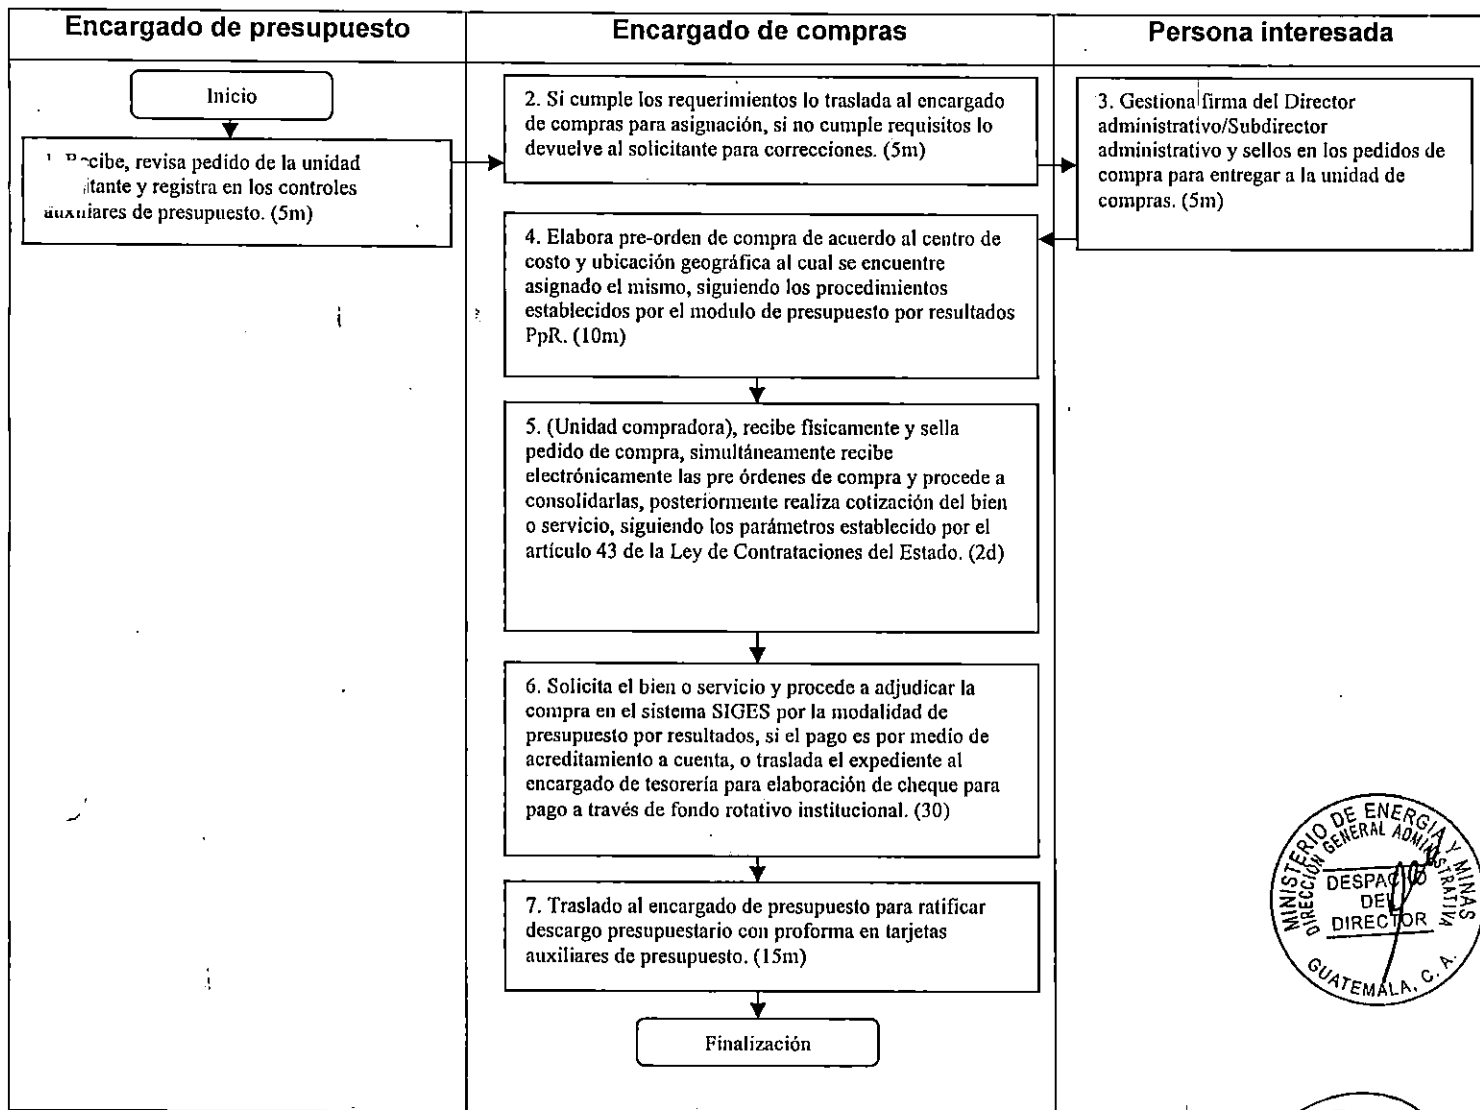 Encargado de presupuesto
Encargado de compras
Persona interesada
Inicio
Recibe, revisa pedido de la unidad
y registra en los controles
auxiliares de presupuesto. (5m)
2. Si cumple los requerimientos lo traslada al encargado
de compras para asignación, si no cumple requisitos lo
devuelve al solicitante para correcciones. (5m)
3. Gestiona firma del Director
administrativo/Subdirector
administrativo y sellos en los pedidos de
compra para entregar a la unidad de
compras. (5m)
4. Elabora pre-orden de compra de acuerdo al centro de
costo y ubicación geográfica al cual se encuentre
asignado el mismo, siguiendo los procedimientos
establecidos por el modulo de presupuesto por resultados
PpR. (10m)
5. (Unidad compradora), recibe físicamente y sella
pedido de compra, simultáneamente recibe
electrónicamente las pre órdenes de compra y procede a
consolidarlas, posteriormente realiza cotización del bien
o servicio, siguiendo los parámetros establecido por el
artículo 43 de la Ley de Contrataciones del Estado. (2d)
6. Solicita el bien o servicio y procede a adjudicar la
compra en el sistema SIGES por la modalidad de
presupuesto por resultados, si el pago es por medio de
acreditamiento a cuenta, o traslada el expediente al
encargado de tesorería para elaboración de cheque para
pago a través de fondo rotativo institucional. (30)
7. Traslado al encargado de presupuesto para ratificar
descargo presupuestario con proforma en tarjetas
auxiliares de presupuesto. (15m)
Finalización
MINISTERIO DE ENERGIA Y MINAS
DIRECCIÓN GENERAL ADMINISTRATIVA
DESPACHO
DEL
DIRECTOR
GUATEMALA, C. A.